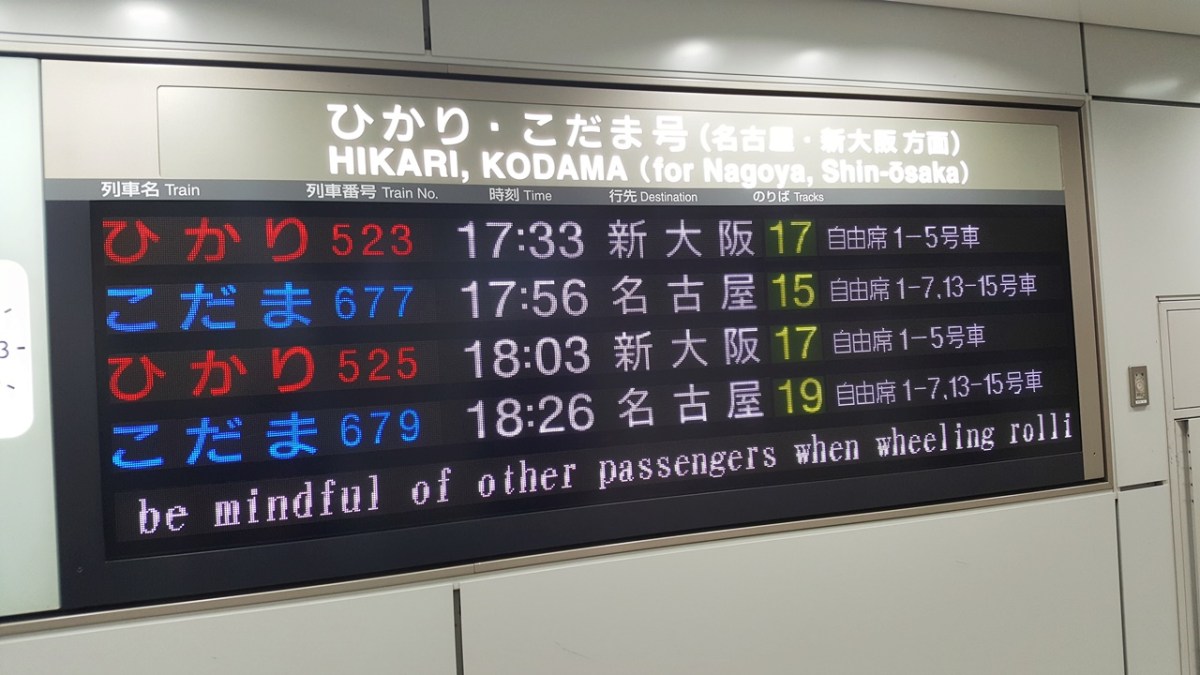 ひかり・こだま号(名古屋・新大阪 方面)
HIKARI, KODAMA (for Nagoya, Shin-ōsaka)
列車名 Train 列車番号 Train No. 時刻 Time 行先 Destination のりば Tracks
ひかり 523 17:33 新大阪 17 自由席1-5号車
こだま 677 17:56 名古屋 15 自由席1-7,13-15号車
ひかり 525 18:03 新大阪 17 自由席1-5号車
こだま 679 18:26 名古屋 19 自由席1-7,13-15号車
be mindful of other passengers when wheeling rolli
3